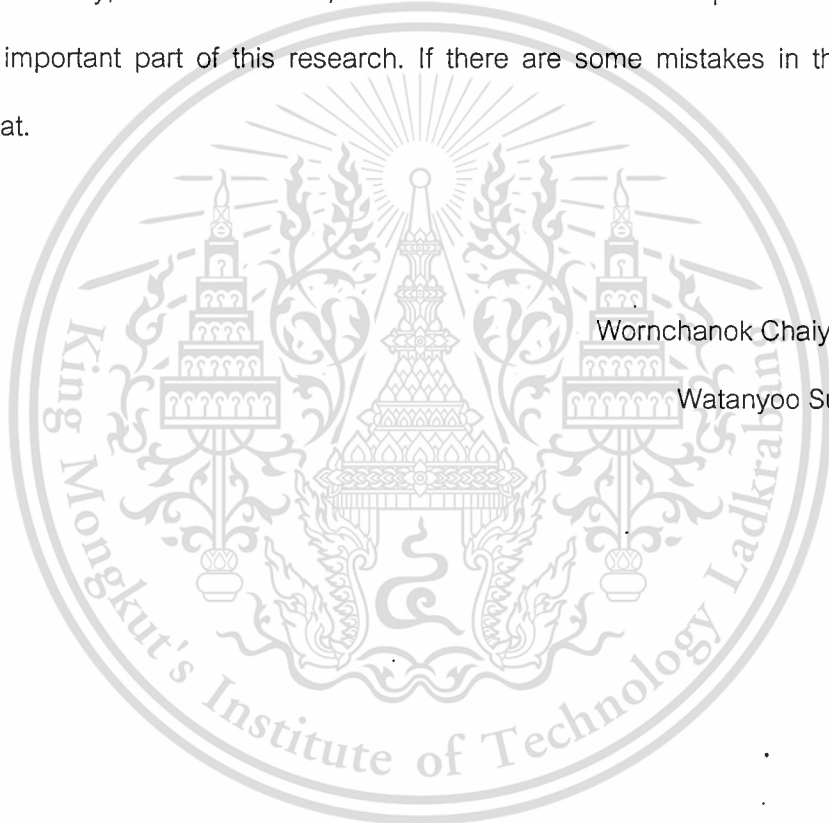 important part of this research. If there are some mistakes in th
at.
Wornchanok Chaiy
Watanyoo Su
King Mongkut's Institute of Technology Ladkrabang